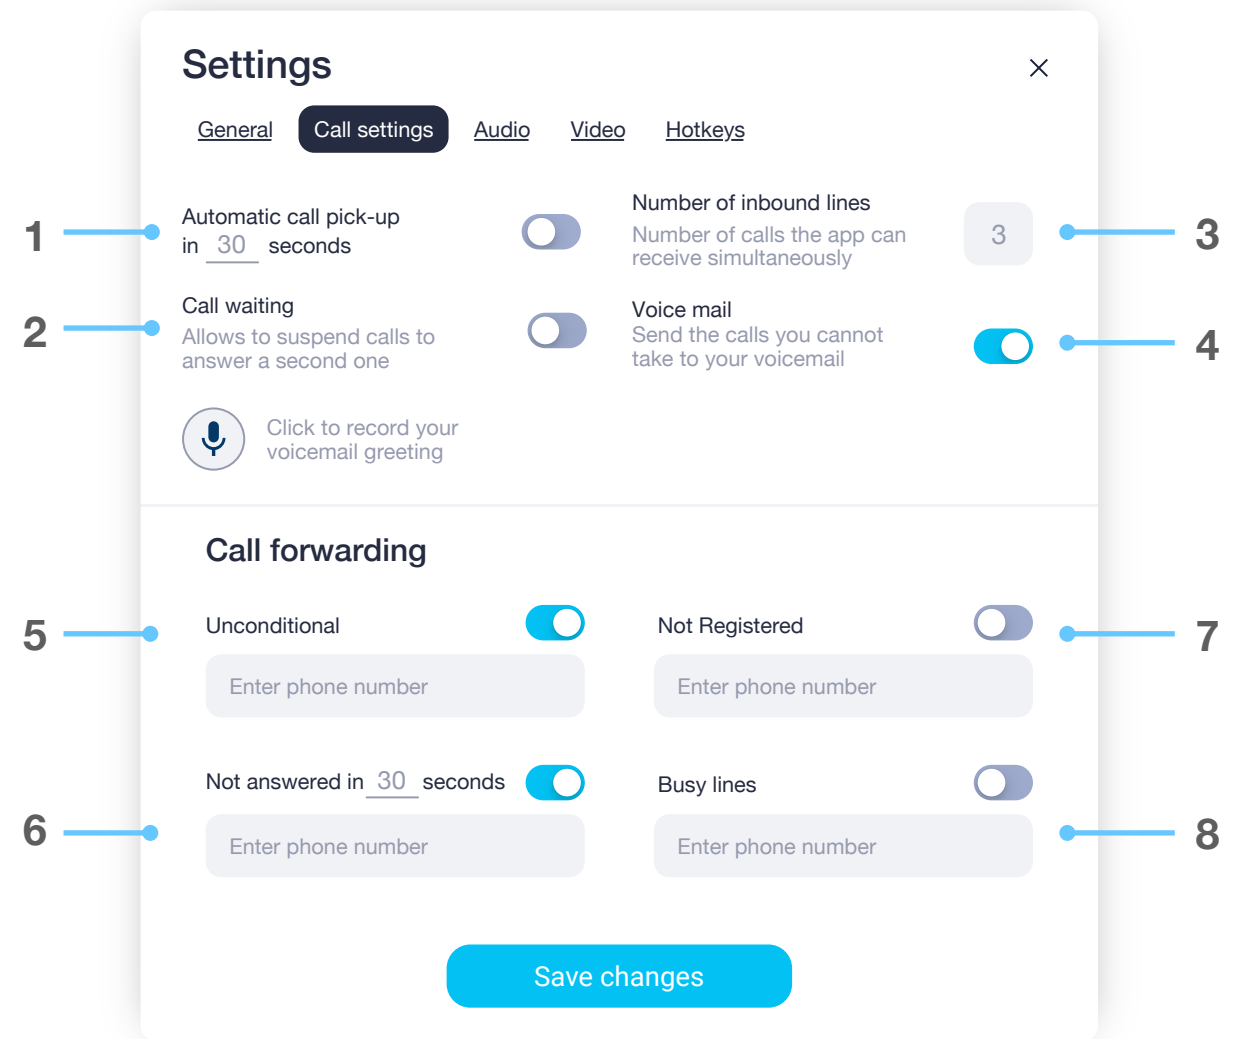 Settings
General Call settings Audio Video Hotkeys
1
Automatic call pick-up
in 30 seconds
Number of inbound lines
Number of calls the app can
receive simultaneously
3
3
2
Call waiting
Allows to suspend calls to
answer a second one
Voice mail
Send the calls you cannot
take to your voicemail
4
Click to record your
voicemail greeting
Call forwarding
5
Unconditional
Enter phone number
Not Registered
Enter phone number
7
6
Not answered in 30 seconds
Enter phone number
Busy lines
Enter phone number
8
Save changes